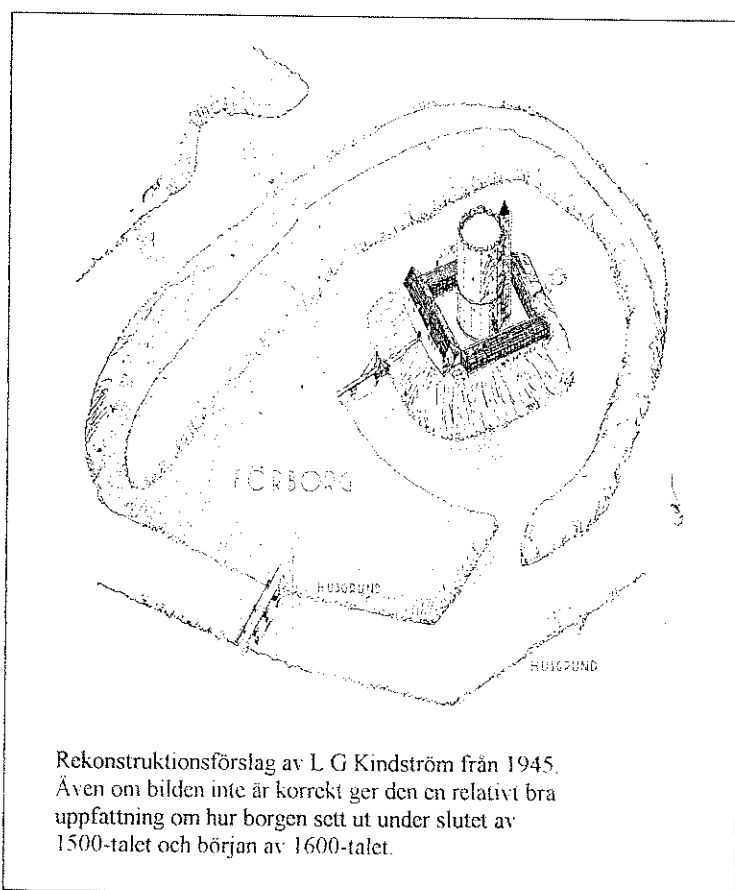 FÖRBORG
HUSGRUND
HUSGRUND
Rekonstruktionsförslag av L G Kindström från 1945.
Även om bilden inte är korrekt ger den en relativt bra
uppfattning om hur borgen sett ut under slutet av
1500-talet och början av 1600-talet.